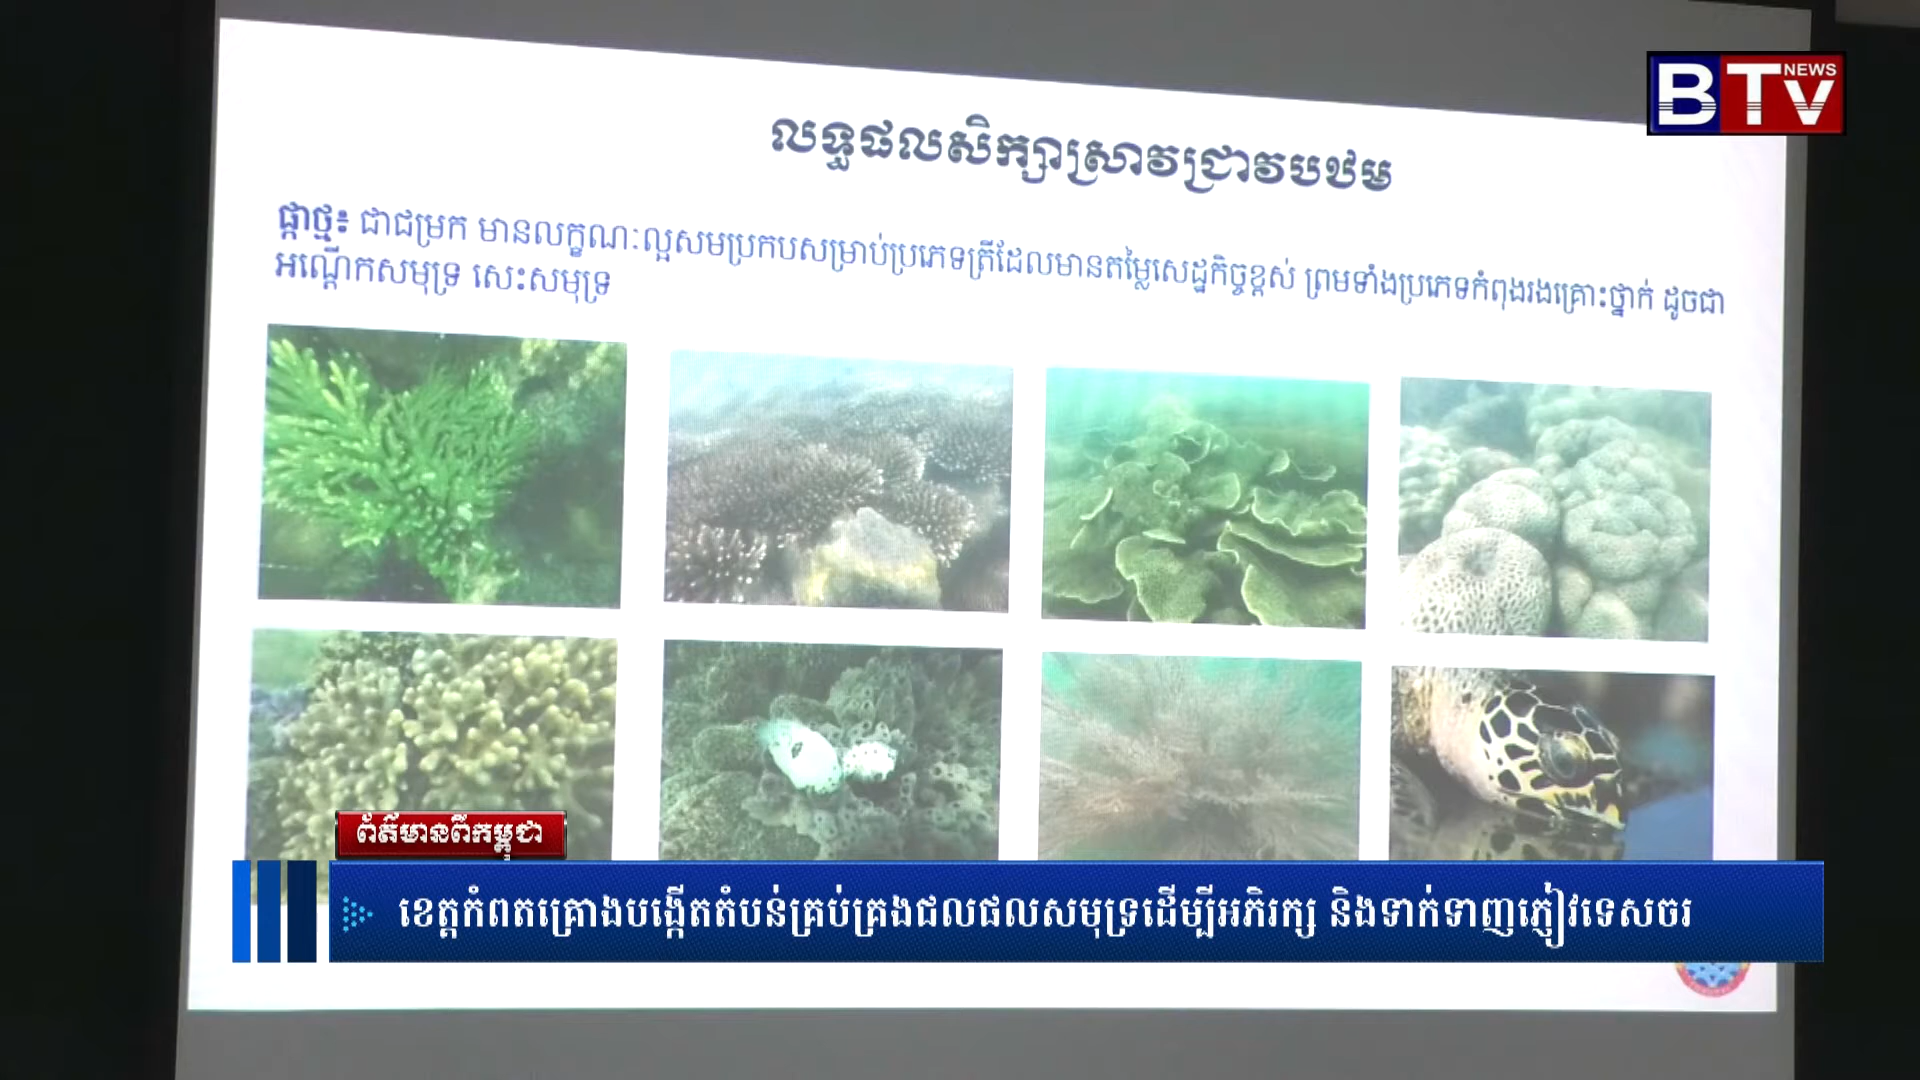 BTV NEWS
លទ្ធផលសិក្សាស្រាវជ្រាវបឋម
ផ្កាថ្ម៖ ជាជម្រក មានលក្ខណៈល្អសមប្រកបសម្រាប់ប្រភេទត្រីដែលមានតម្លៃសេដ្ឋកិច្ចខ្ពស់ ព្រមទាំងប្រភេទកំពុងរងគ្រោះថ្នាក់ ដូចជា
អណ្តើកសមុទ្រ សេះសមុទ្រ
ព័ត៌មានពីកម្ពុជា
ខេត្តកំពតគ្រោងបង្កើតតំបន់គ្រប់គ្រងជលផលសមុទ្រដើម្បីអភិរក្ស និងទាក់ទាញភ្ញៀវទេសចរ